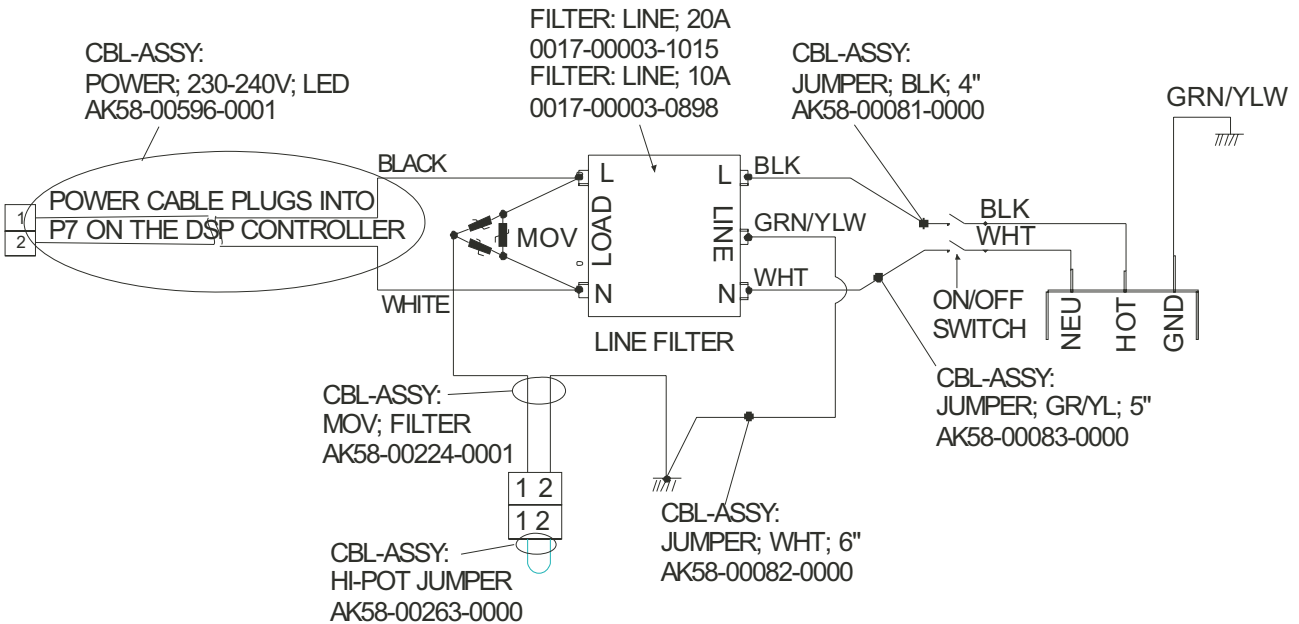 FILTER: LINE; 20A
0017-00003-1015
FILTER: LINE; 10A
0017-00003-0898
CBL-ASSY:
POWER; 230-240V; LED
AK58-00596-0001
CBL-ASSY:
JUMPER; BLK; 4"
AK58-00081-0000
GRN/YLW
BLACK
POWER CABLE PLUGS INTO
P7 ON THE DSP CONTROLLER
1
2
WHITE
MOV
L
LOAD
N
L
LINE
N
LINE FILTER
BLK
GRN/YLW
WHT
BLK
WHT
ON/OFF
SWITCH
NEU
HOT
GND
CBL-ASSY:
MOV; FILTER
AK58-00224-0001
CBL-ASSY:
JUMPER; GR/YL; 5"
AK58-00083-0000
1 2
1 2
CBL-ASSY:
JUMPER; WHT; 6"
AK58-00082-0000
CBL-ASSY:
HI-POT JUMPER
AK58-00263-0000